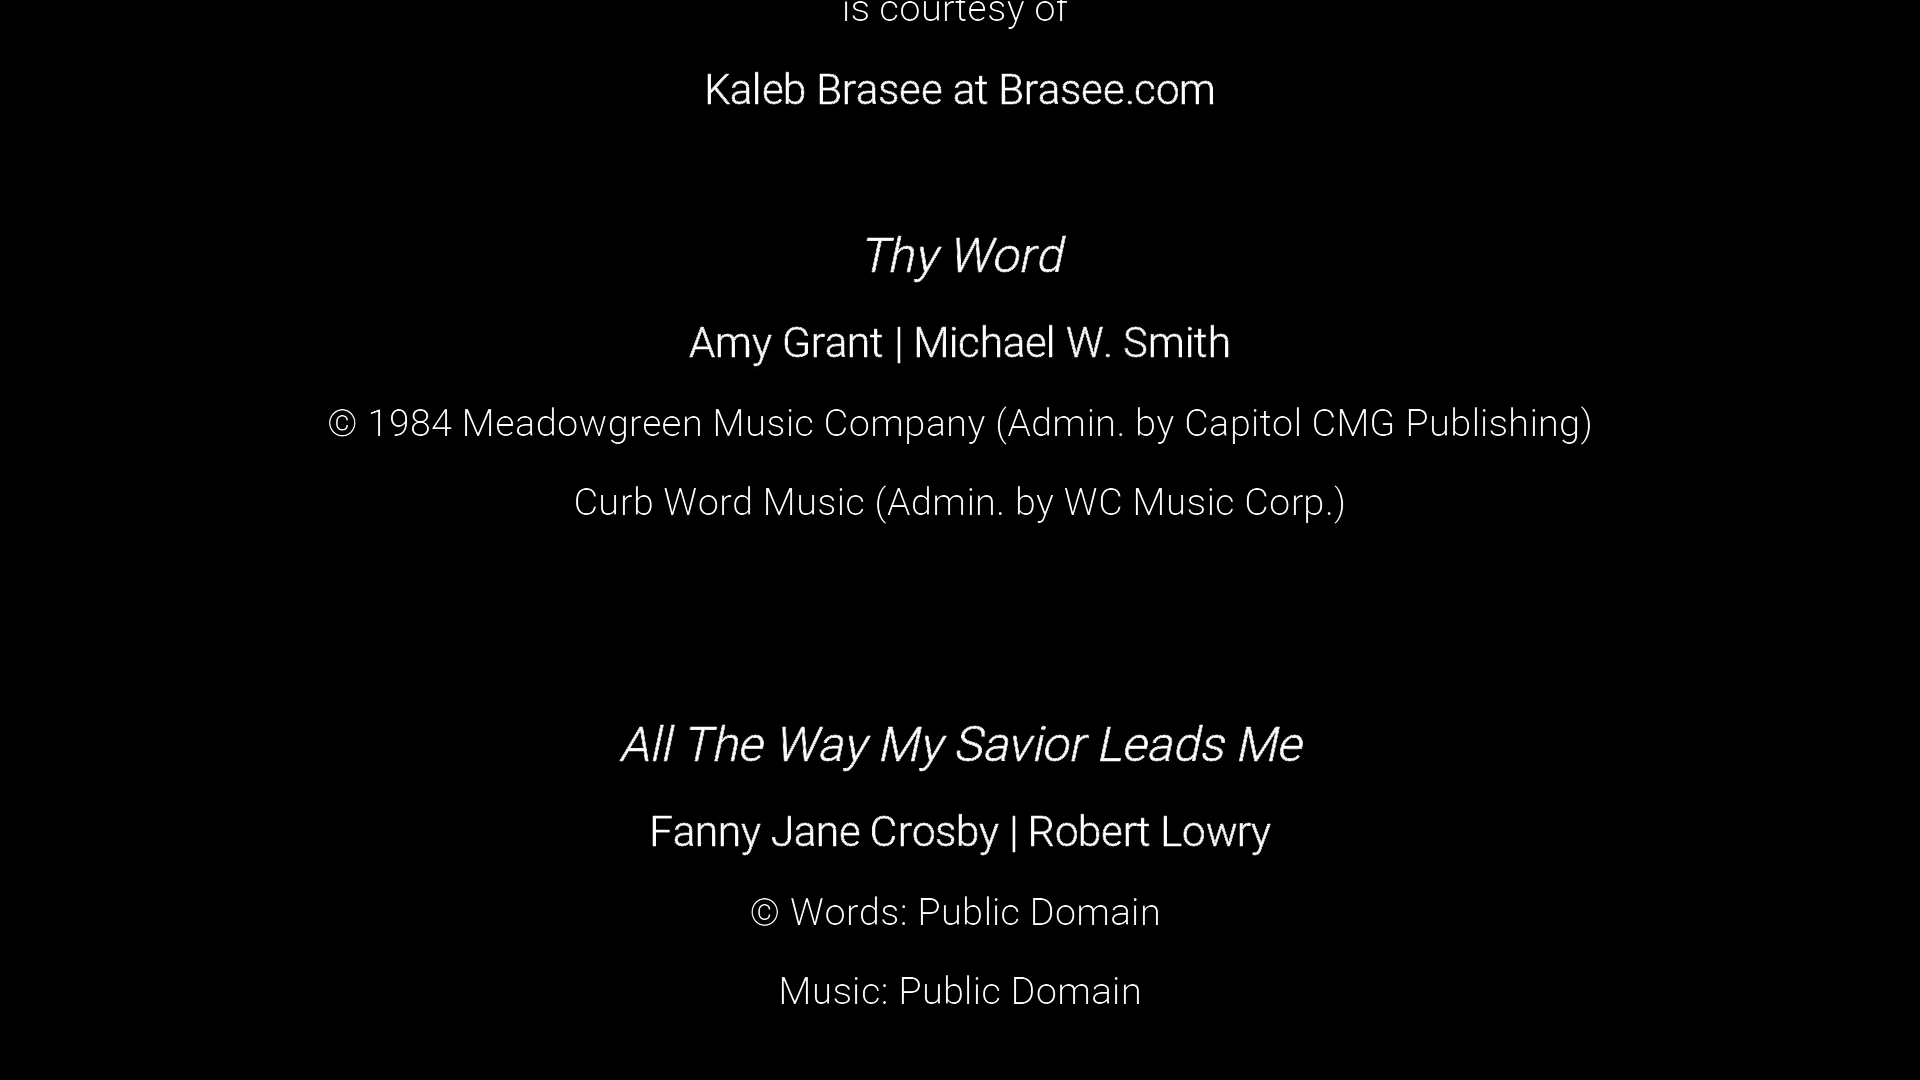 is courtesy of
Kaleb Brasee at Brasee.com
Thy Word
Amy Grant | Michael W. Smith
© 1984 Meadowgreen Music Company (Admin. by Capitol CMG Publishing)
Curb Word Music (Admin. by WC Music Corp.)
All The Way My Savior Leads Me
Fanny Jane Crosby | Robert Lowry
© Words: Public Domain
Music: Public Domain